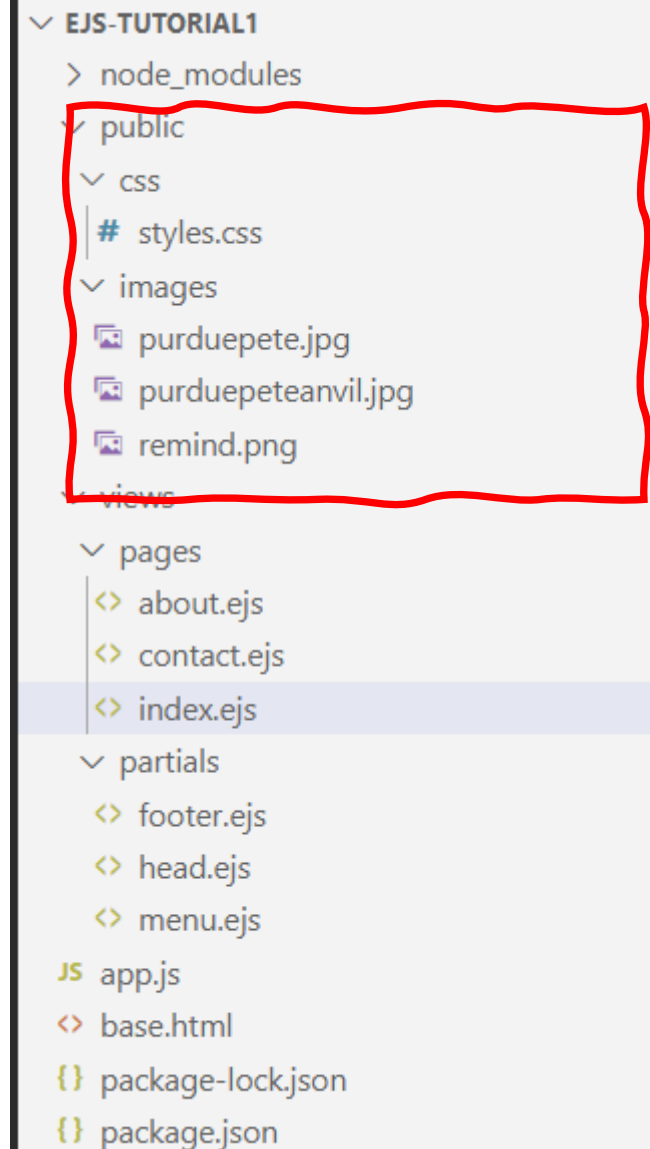 EJS-TUTORIAL1
node_modules
public
css
# styles.css
images
purduepete.jpg
purduepeteanvil.jpg
remind.png
views
pages
<> about.ejs
<> contact.ejs
<> index.ejs
partials
<> footer.ejs
<> head.ejs
<> menu.ejs
JS app.js
<> base.html
{} package-lock.json
{} package.json